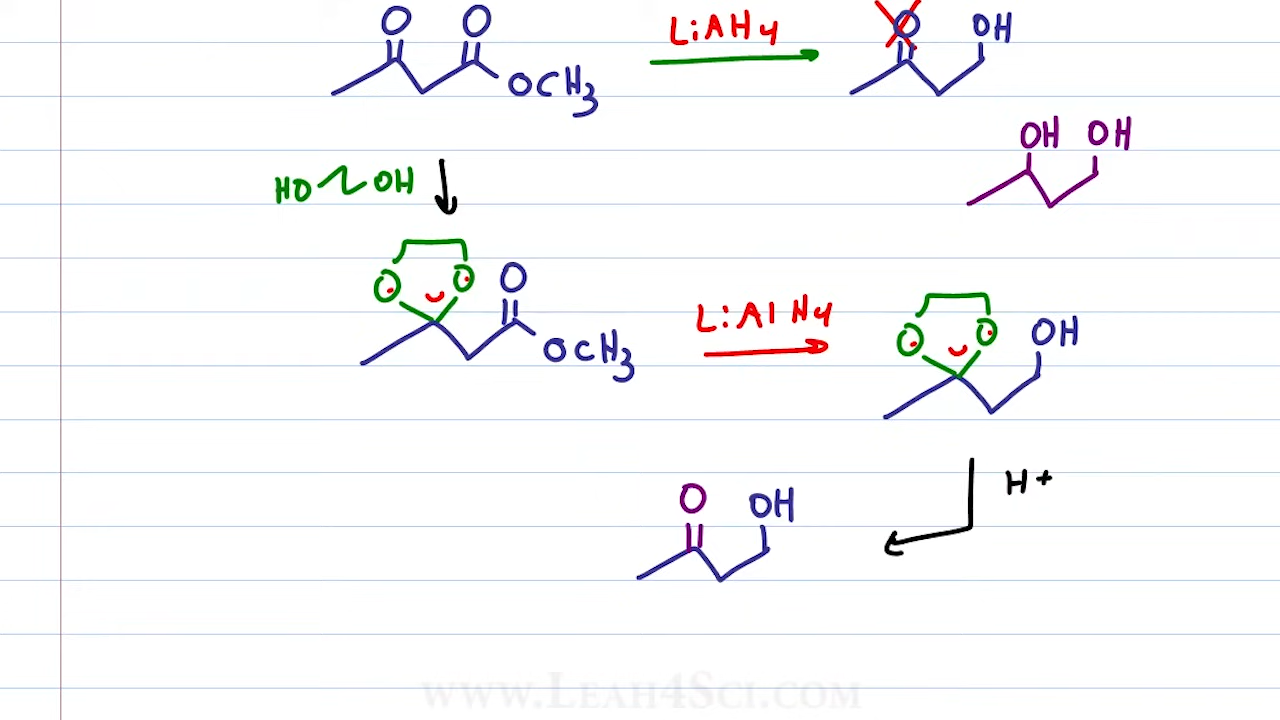 O O LiAH4 O OH
OCH3
OH OH
HO OH
O O O LiAlH4 O O OH
OCH3
H+
O OH
www.Leah4Sci.com